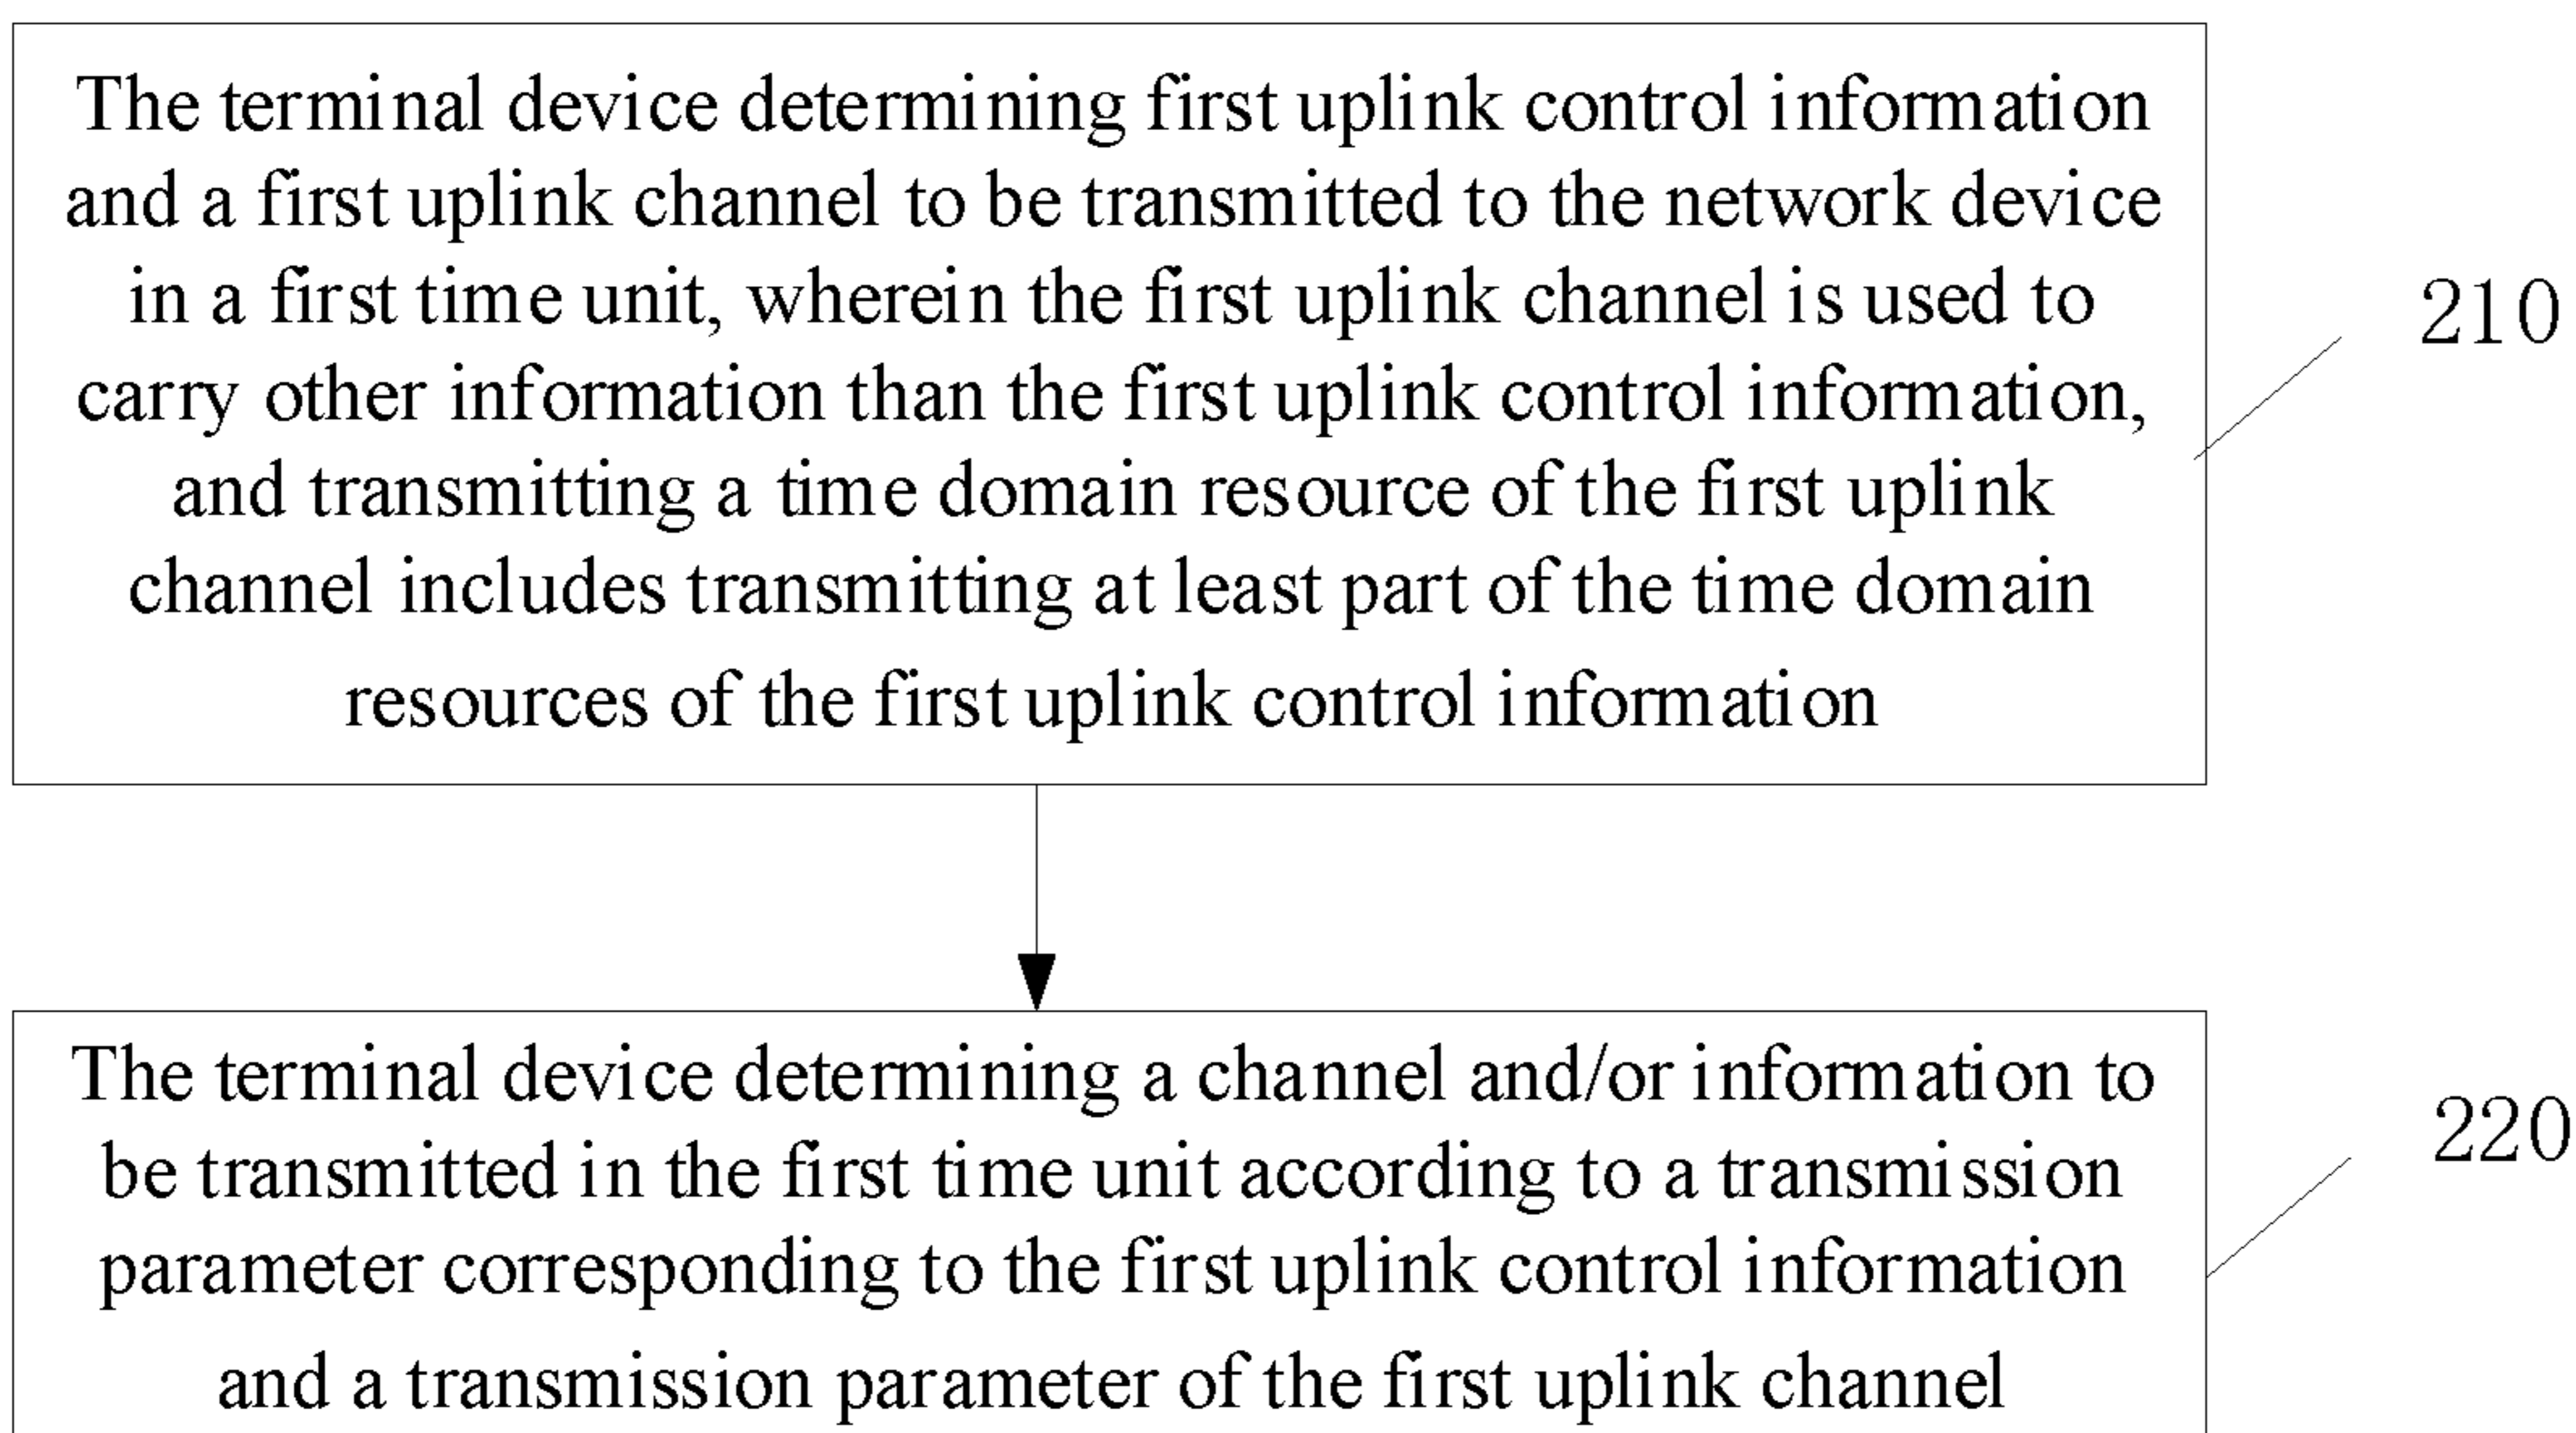 The terminal device determining first uplink control information
and a first uplink channel to be transmitted to the network device
in a first time unit, wherein the first uplink channel is used to
carry other information than the first uplink control information,
and transmitting a time domain resource of the first uplink
channel includes transmitting at least part of the time domain
resources of the first uplink control information
210
The terminal device determining a channel and/or information to
be transmitted in the first time unit according to a transmission
parameter corresponding to the first uplink control information
and a transmission parameter of the first uplink channel
220